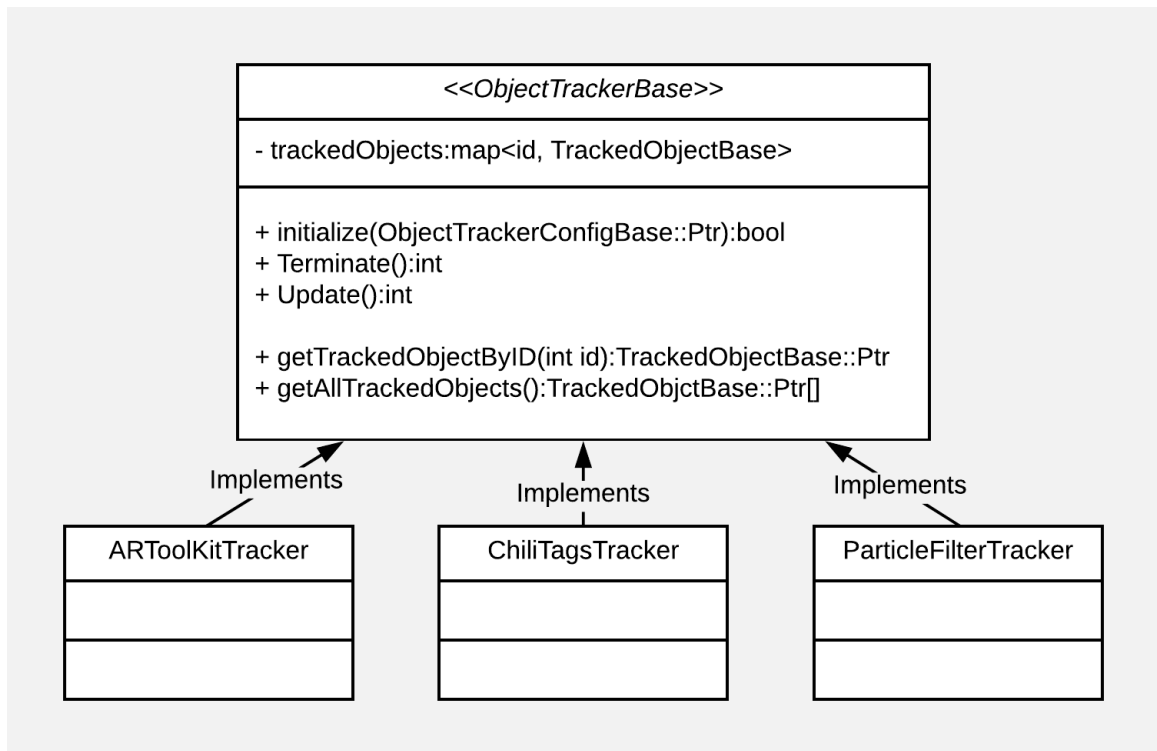 <<ObjectTrackerBase>>
- trackedObjects:map<id, TrackedObjectBase>
+ initialize(ObjectTrackerConfigBase::Ptr):bool
+ Terminate():int
+ Update():int
+ getTrackedObjectByID(int id):TrackedObjectBase::Ptr
+ getAllTrackedObjects():TrackedObjctBase::Ptr[]
Implements
Implements
Implements
ARToolKitTracker
ChiliTagsTracker
ParticleFilterTracker